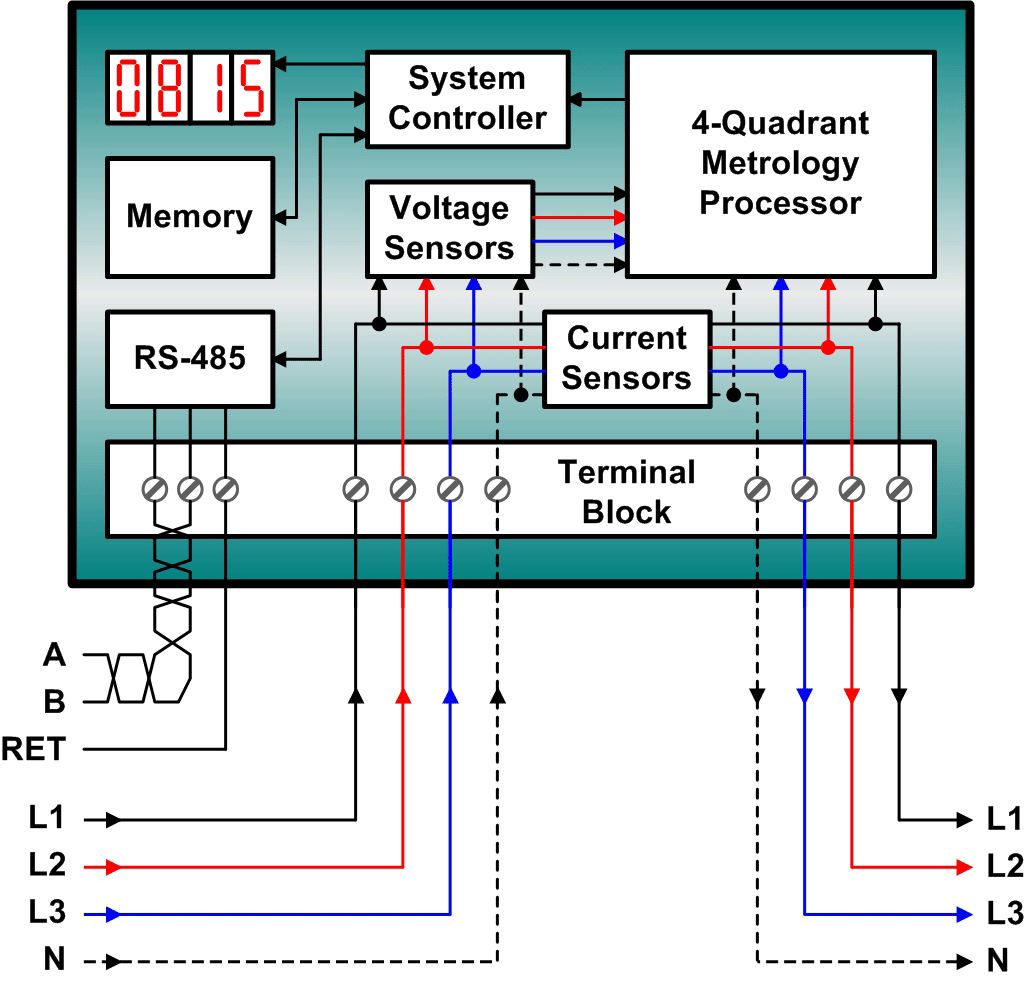 0815
System
Controller
4-Quadrant
Metrology
Processor
Memory
Voltage
Sensors
RS-485
Current
Sensors
Terminal
Block
A
B
RET
L1
L2
L3
N
L1
L2
L3
N